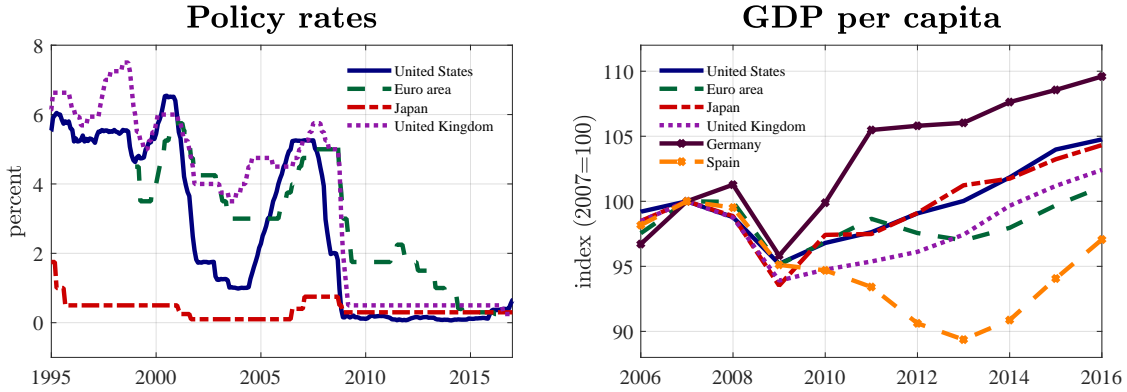 Policy rates
percent
8
6
4
2
0
1995 2000 2005 2010 2015
United States
Euro area
Japan
United Kingdom
GDP per capita
index (2007=100)
110
105
100
95
90
2006 2008 2010 2012 2014 2016
United States
Euro area
Japan
United Kingdom
Germany
Spain